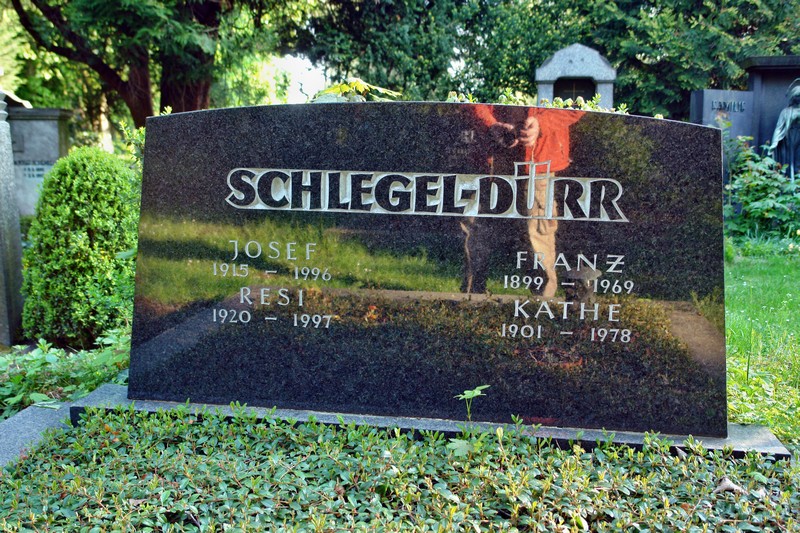 SCHLEGEL-DÜRR
JOSEF
1915 – 1996
RESI
1920 – 1997
FRANZ
1899 – 1969
KATHE
1901 – 1978